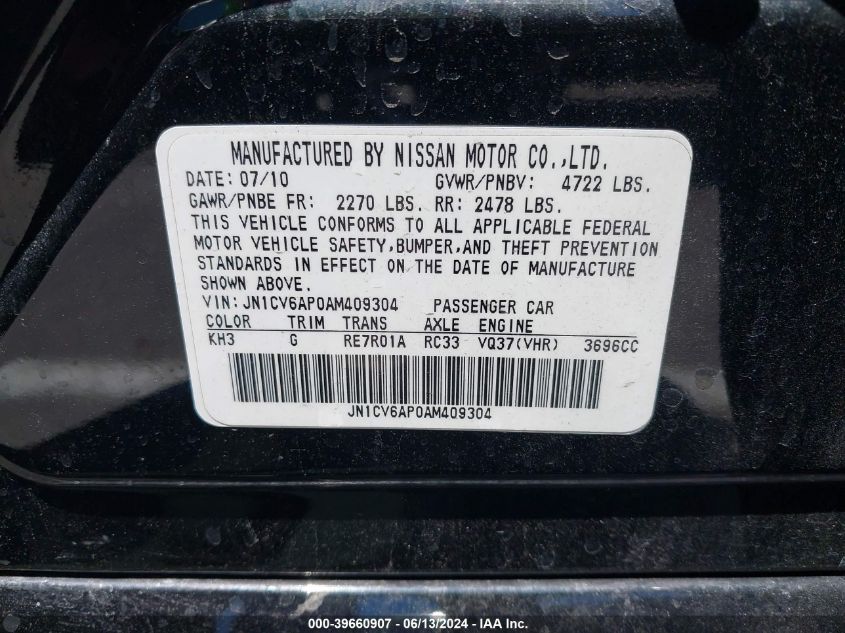 MANUFACTURED BY NISSAN MOTOR CO.,LTD.
DATE: 07/10 GVWR/PNBV: 4722 LBS.
GAWR/PNBE FR: 2270 LBS. RR: 2478 LBS.
THIS VEHICLE CONFORMS TO ALL APPLICABLE FEDERAL
MOTOR VEHICLE SAFETY,BUMPER,AND THEFT PREVENTION
STANDARDS IN EFFECT ON THE DATE OF MANUFACTURE
SHOWN ABOVE.
VIN: JN1CV6AP0AM409304 PASSENGER CAR
COLOR TRIM TRANS AXLE ENGINE
KH3 G RE7R01A RC33 VQ37(VHR) 3696CC
JN1CV6AP0AM409304
000-39660907 - 06/13/2024 - IAA Inc.